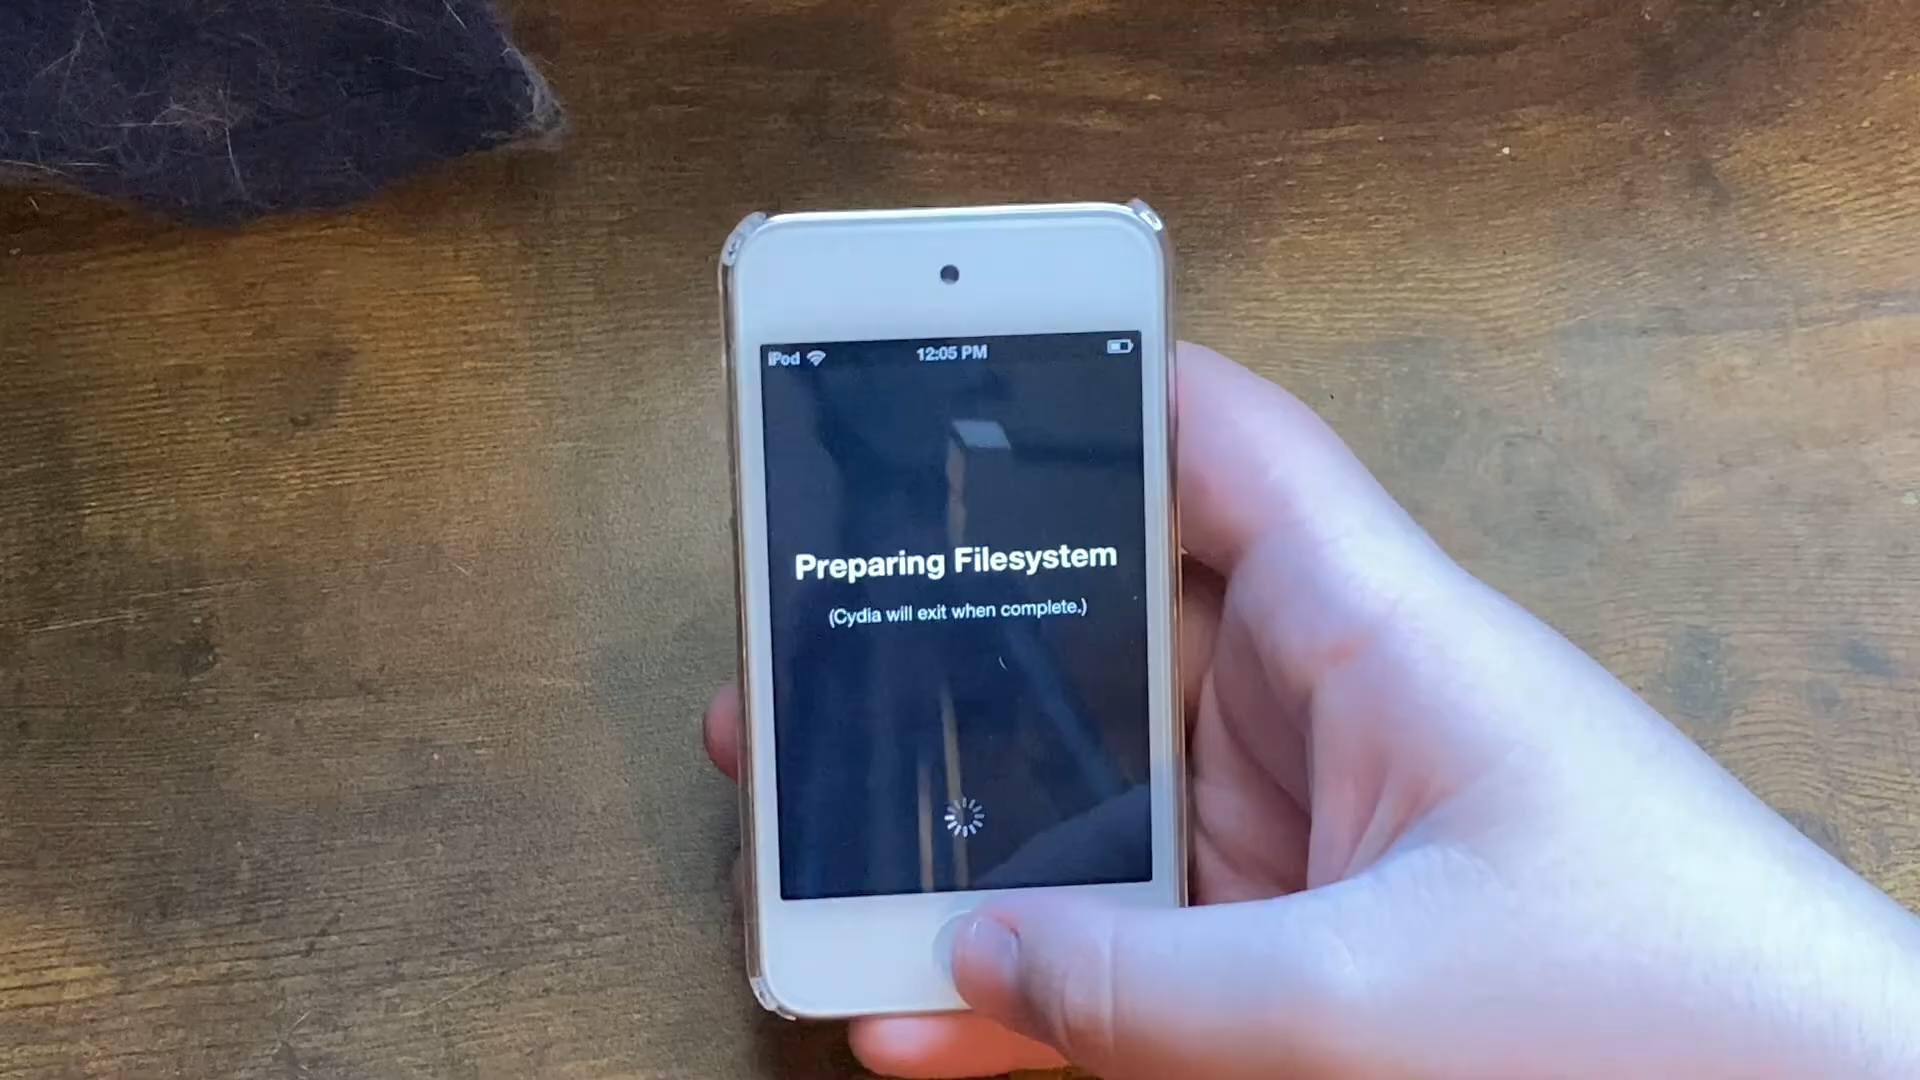 iPod 12:05 PM
Preparing Filesystem
(Cydia will exit when complete.)